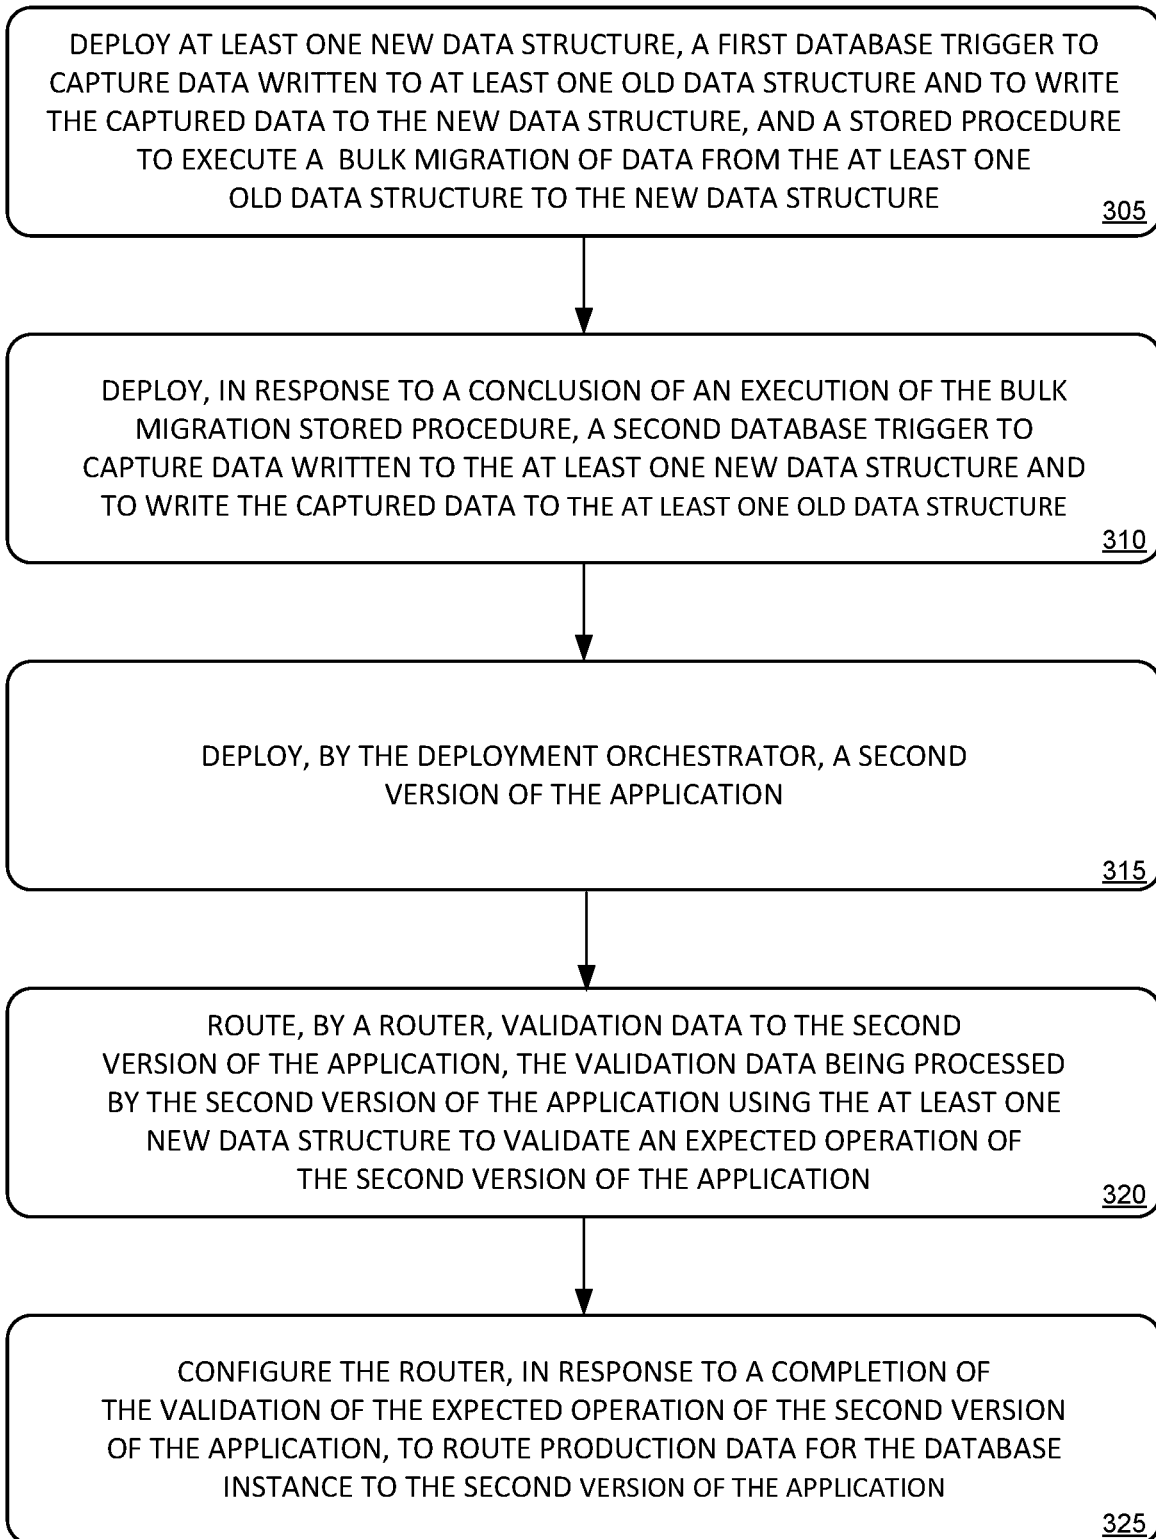 DEPLOY AT LEAST ONE NEW DATA STRUCTURE, A FIRST DATABASE TRIGGER TO
CAPTURE DATA WRITTEN TO AT LEAST ONE OLD DATA STRUCTURE AND TO WRITE
THE CAPTURED DATA TO THE NEW DATA STRUCTURE, AND A STORED PROCEDURE
TO EXECUTE A BULK MIGRATION OF DATA FROM THE AT LEAST ONE
OLD DATA STRUCTURE TO THE NEW DATA STRUCTURE
305
DEPLOY, IN RESPONSE TO A CONCLUSION OF AN EXECUTION OF THE BULK
MIGRATION STORED PROCEDURE, A SECOND DATABASE TRIGGER TO
CAPTURE DATA WRITTEN TO THE AT LEAST ONE NEW DATA STRUCTURE AND
TO WRITE THE CAPTURED DATA TO THE AT LEAST ONE OLD DATA STRUCTURE
310
DEPLOY, BY THE DEPLOYMENT ORCHESTRATOR, A SECOND
VERSION OF THE APPLICATION
315
ROUTE, BY A ROUTER, VALIDATION DATA TO THE SECOND
VERSION OF THE APPLICATION, THE VALIDATION DATA BEING PROCESSED
BY THE SECOND VERSION OF THE APPLICATION USING THE AT LEAST ONE
NEW DATA STRUCTURE TO VALIDATE AN EXPECTED OPERATION OF
THE SECOND VERSION OF THE APPLICATION
320
CONFIGURE THE ROUTER, IN RESPONSE TO A COMPLETION OF
THE VALIDATION OF THE EXPECTED OPERATION OF THE SECOND VERSION
OF THE APPLICATION, TO ROUTE PRODUCTION DATA FOR THE DATABASE
INSTANCE TO THE SECOND VERSION OF THE APPLICATION
325